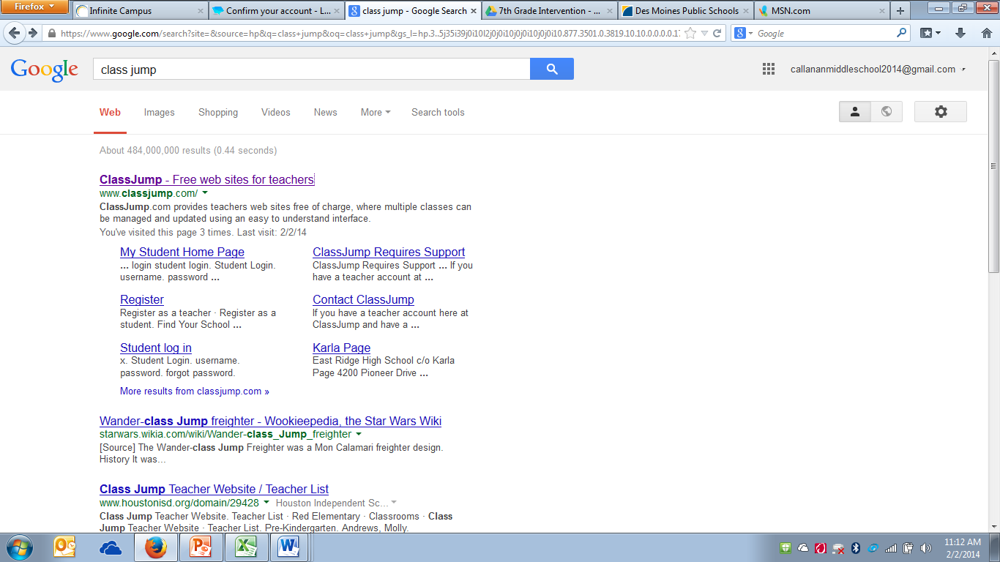 Firefox
Infinite Campus
Confirm your account - L...
class jump - Google Search
7th Grade Intervention - ...
Des Moines Public Schools
MSN.com
https://www.google.com/search?site=&source=hp&q=class+jump&oq=class+jump&gs_l=hp.3..5j35i39j0i10l2j0j0i10j0j0i10j0j0i10.877.3501.0.3819.10.10.0.0.0.0.17
Google
Google
class jump
callananmiddleschool2014@gmail.com
Web Images Shopping Videos News More Search tools
About 484,000,000 results (0.44 seconds)
ClassJump - Free web sites for teachers
www.classjump.com/
ClassJump.com provides teachers web sites free of charge, where multiple classes can
be managed and updated using an easy to understand interface.
You've visited this page 3 times. Last visit: 2/2/14
My Student Home Page
... login student login. Student Login.
username. password ...
ClassJump Requires Support
ClassJump Requires Support ... If you
have a teacher account at ...
Register
Register as a teacher · Register as a
student. Find Your School ...
Contact ClassJump
If you have a teacher account here at
ClassJump and have a ...
Student log in
x. Student Login. username.
password. forgot password.
Karla Page
East Ridge High School c/o Karla
Page 4200 Pioneer Drive ...
More results from classjump.com »
Wander-class Jump freighter - Wookieepedia, the Star Wars Wiki
starwars.wikia.com/wiki/Wander-class_Jump_freighter
[Source] The Wander-class Jump Freighter was a Mon Calamari freighter design.
History It was...
Class Jump Teacher Website / Teacher List
www.houstonisd.org/domain/29428 Houston Independent Sc...
Class Jump Teacher Website. Teacher List · Red Elementary · Classrooms · Class
Jump Teacher Website · Teacher List. Pre-Kindergarten. Andrews, Molly.
11:12 AM
2/2/2014